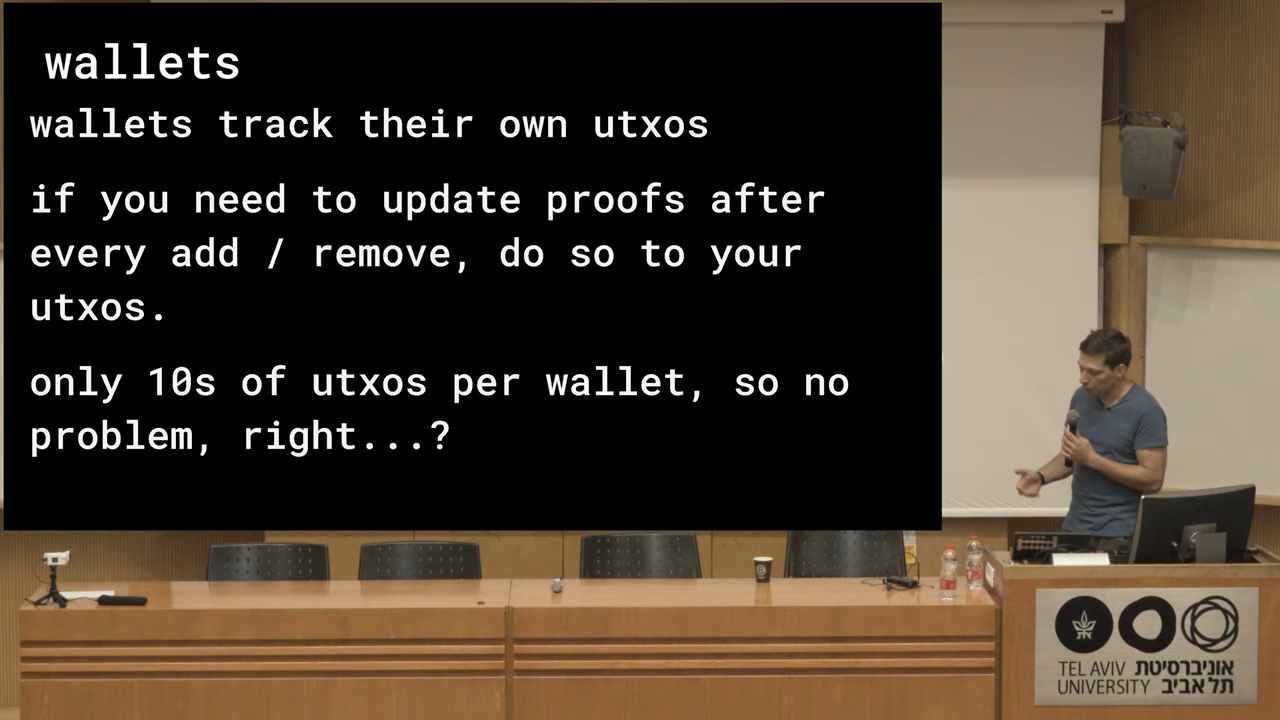 wallets
wallets track their own utxos
if you need to update proofs after
every add / remove, do so to your
utxos.
only 10s of utxos per wallet, so no
problem, right...?
TEL AVIV אוניברסיטת
UNIVERSITY תל אביב